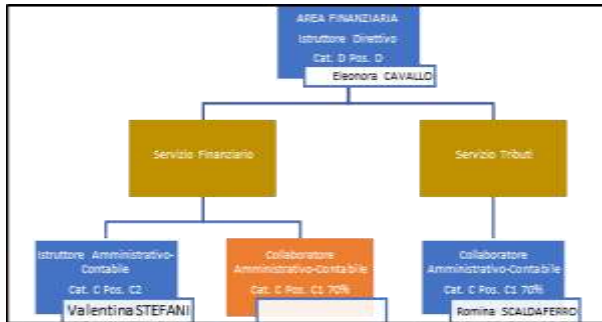 AREA FINANZIARIA
Istruttore Direttivo
Cat. D Pos. D
Eleonora CAVALLO
Servizio Finanziario
Servizio Tributi
Istruttore Amministrativo-
Contabile
Cat. C Pos. C2
Valentina STEFANI
Collaboratore
Amministrativo-Contabile
Cat. C Pos. C1 70%
Collaboratore
Amministrativo-Contabile
Cat. C Pos. C1 70%
Romina SCALDAFERRO